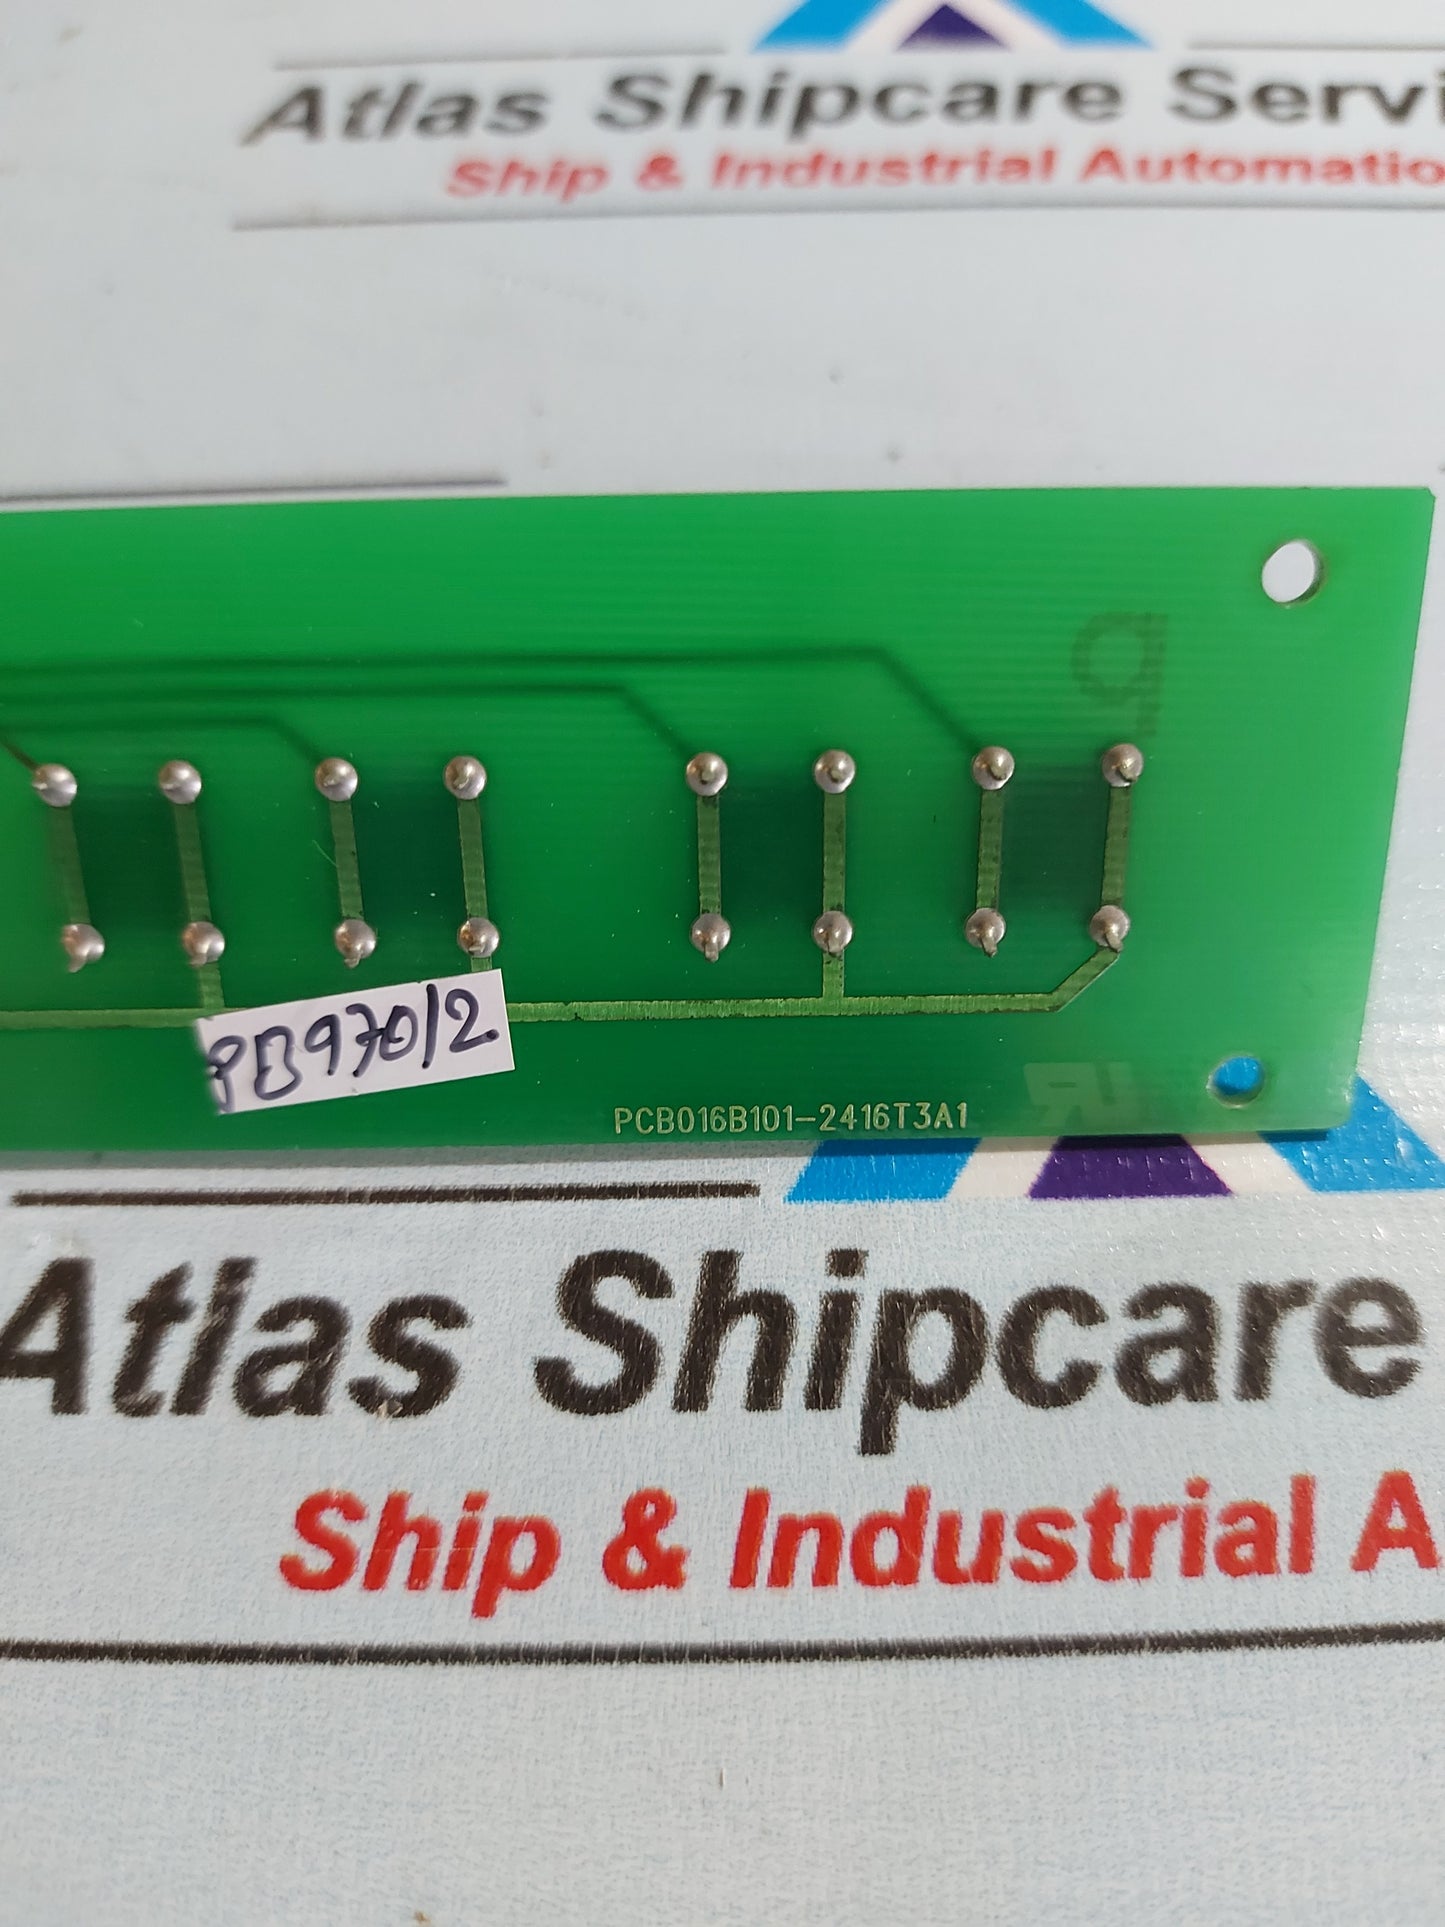 Atlas Shipcare Servi
Ship & Industrial Automatio
PB970/2
PCB016B101-2416T3A1
Atlas Shipcare
Ship & Industrial A